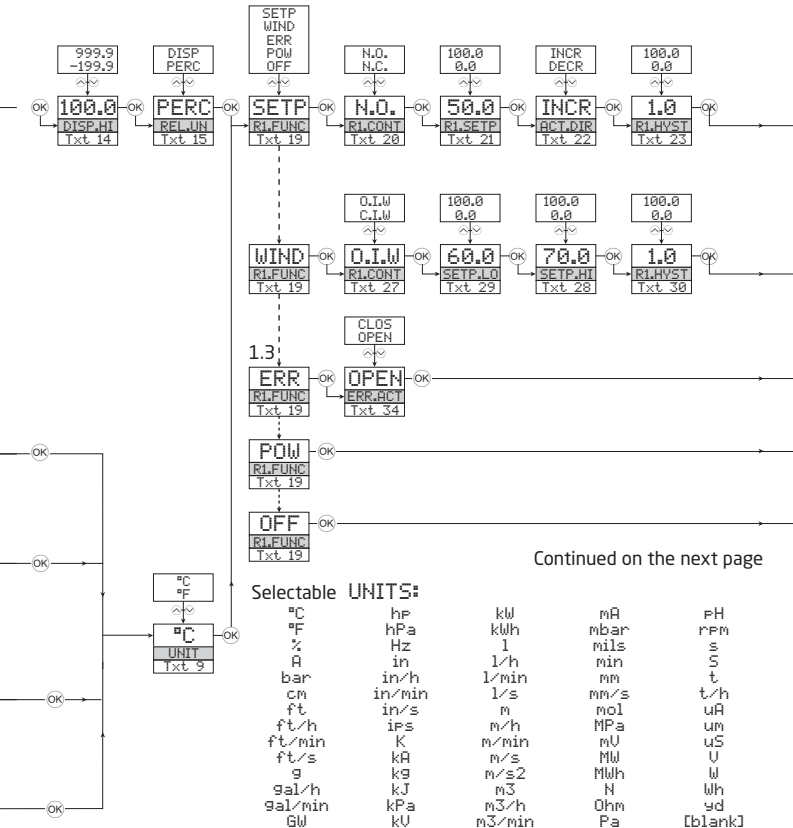 SETP
WIND
ERR
POW
OFF
999.9
-199.9
DISP
PERC
N.O.
N.C.
100.0
0.0
INCR
DECR
100.0
0.0
OK 100.0 OK PERC OK SETP OK N.O. OK 50.0 OK INCR OK 1.0 OK
DISP.HI REL.UN R1.FUNC R1.CONT R1.SETP ACT.DIR R1.HYST
Txt 14 Txt 15 Txt 19 Txt 20 Txt 21 Txt 22 Txt 23
O.I.W
C.I.W
100.0
0.0
100.0
0.0
100.0
0.0
WIND OK O.I.W OK 60.0 OK 70.0 OK 1.0 OK
R1.FUNC R1.CONT SETP.LO SETP.HI R1.HYST
Txt 19 Txt 27 Txt 29 Txt 28 Txt 30
CLOS
OPEN
1.3
ERR OK OPEN OK
R1.FUNC ERR.ACT
Txt 19 Txt 34
OK
POW OK
R1.FUNC
Txt 19
OFF OK
R1.FUNC
Txt 19
OK
Continued on the next page
°C
°F
°C OK
UNIT
Txt 9
OK
OK
Selectable UNITS:
°C hp kW mA pH
°F hPa kWh mbar rpm
% Hz l mils s
A in l/h min S
bar in/h l/min mm t
cm in/min l/s mm/s t/h
ft in/s m mol uA
ft/h ips m/h MPa um
ft/min K m/min mV uS
ft/s kA m/s MW V
g kg m/s2 MWh W
gal/h kJ m3 N Wh
gal/min kPa m3/h Ohm yd
GW kV m3/min Pa [blank]